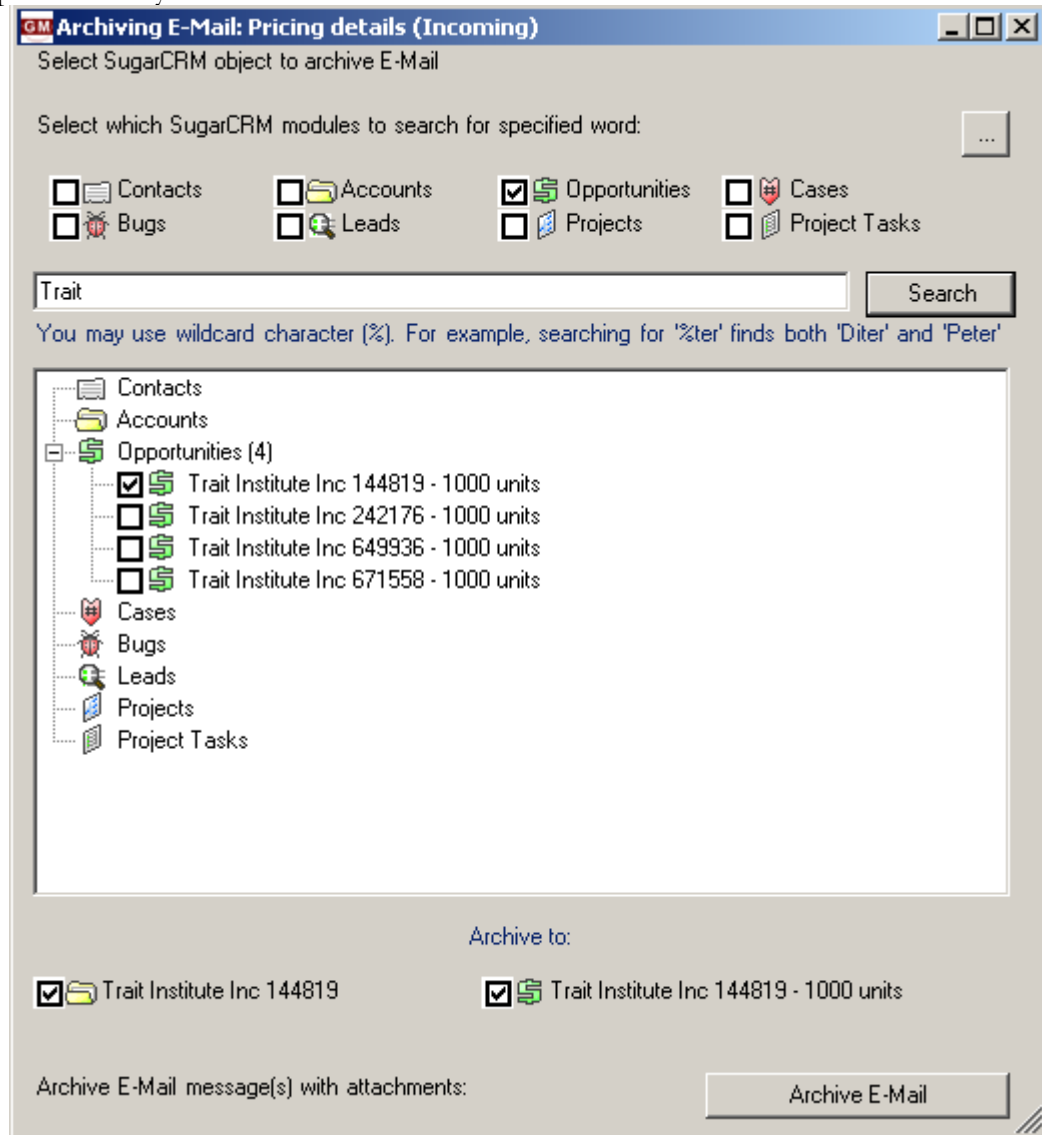 GM Archiving E-Mail: Pricing details (Incoming)
Select SugarCRM object to archive E-Mail
Select which SugarCRM modules to search for specified word:
...
Contacts Accounts Opportunities Cases
Bugs Leads Projects Project Tasks
Trait Search
You may use wildcard character (%). For example, searching for '%ter' finds both 'Diter' and 'Peter'
Contacts
Accounts
Opportunities (4)
Trait Institute Inc 144819 - 1000 units
Trait Institute Inc 242176 - 1000 units
Trait Institute Inc 649936 - 1000 units
Trait Institute Inc 671558 - 1000 units
Cases
Bugs
Leads
Projects
Project Tasks
Archive to:
Trait Institute Inc 144819 Trait Institute Inc 144819 - 1000 units
Archive E-Mail message(s) with attachments: Archive E-Mail